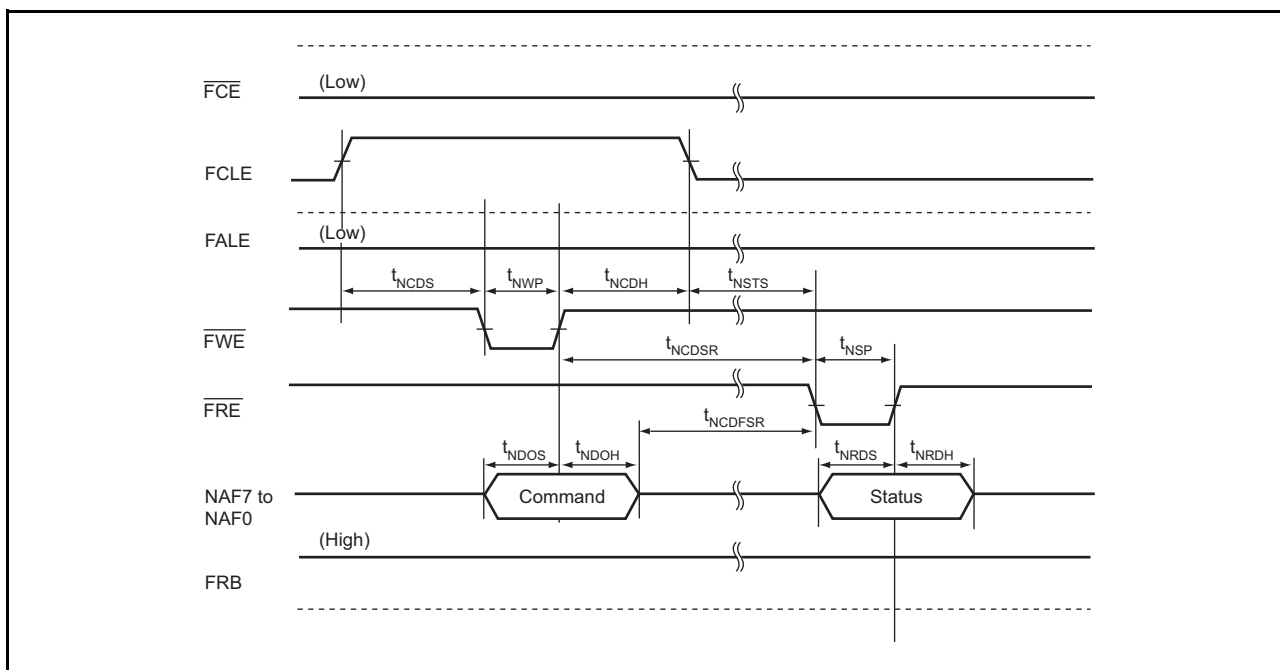 (Low)
FCE
FCLE
(Low)
FALE
tNCDS tNWP tNCDH tNSTS
FWE
tNCDSR tNSP
FRE
tNCDFSR
tNDOS tNDOH tNRDS tNRDH
NAF7 to
NAF0
Command Status
(High)
FRB